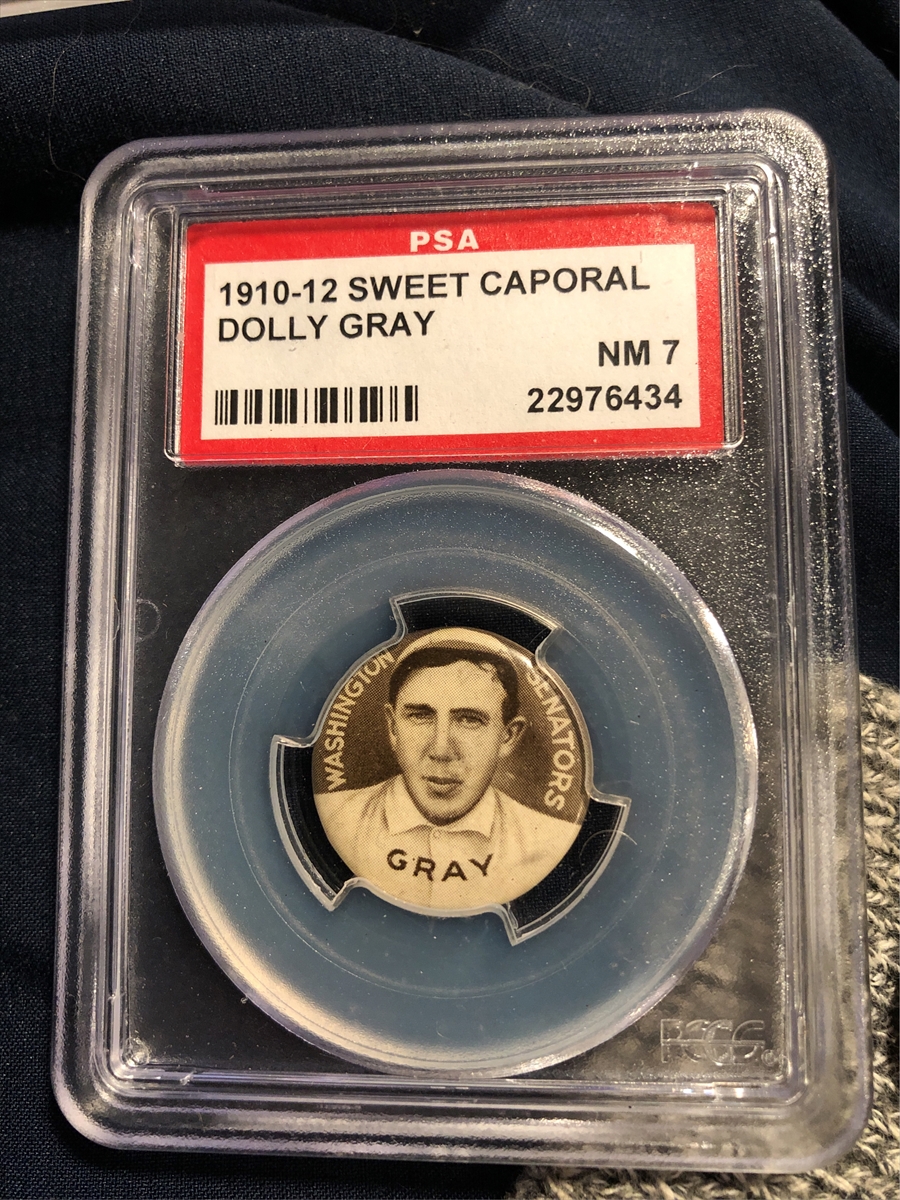 PSA
1910-12 SWEET CAPORAL
DOLLY GRAY
NM 7
22976434
WASHINGTON
SENATORS
GRAY
PCGS